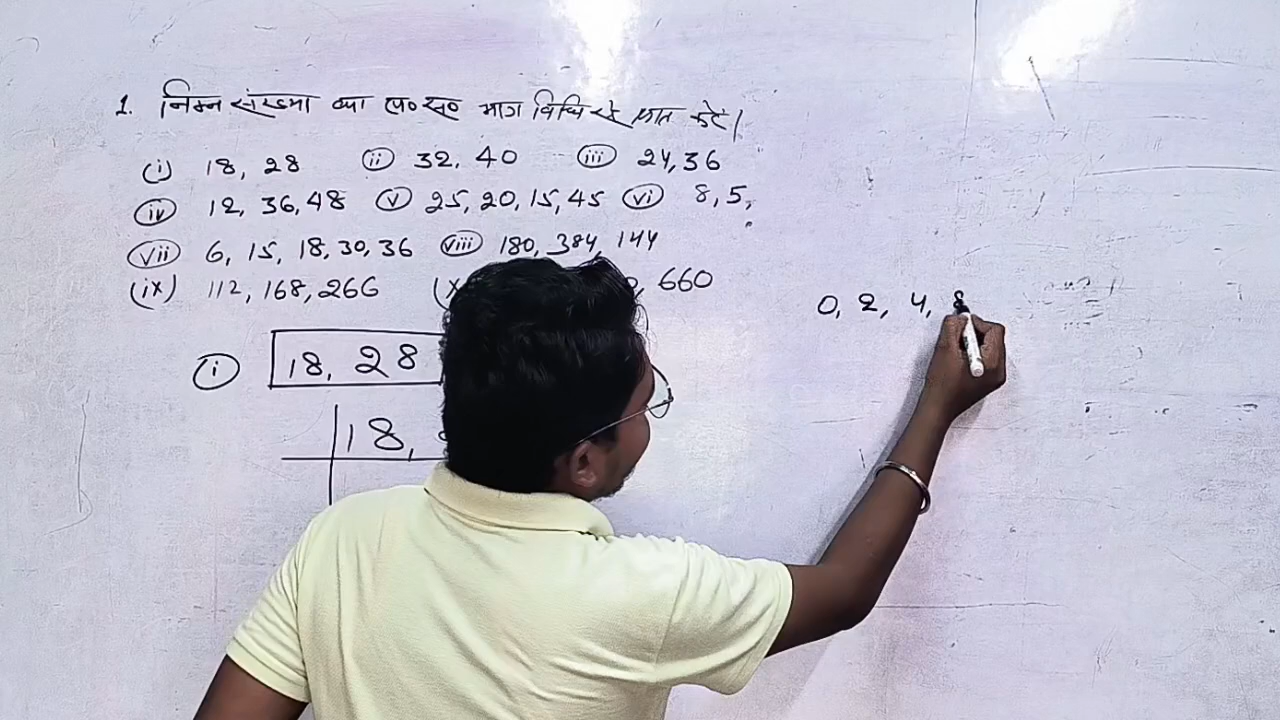 1. निम्न संख्या का ल०स० भाग विधि से ज्ञात करें।
(i) 18, 28 (ii) 32, 40 (iii) 24, 36
(iv) 12, 36, 48 (v) 25, 20, 15, 45 (vi) 8, 5,
(vii) 6, 15, 18, 30, 36 (viii) 180, 384, 144
(ix) 112, 168, 266 (x , 660
0, 2, 4, 8
(i) 18, 28
18,